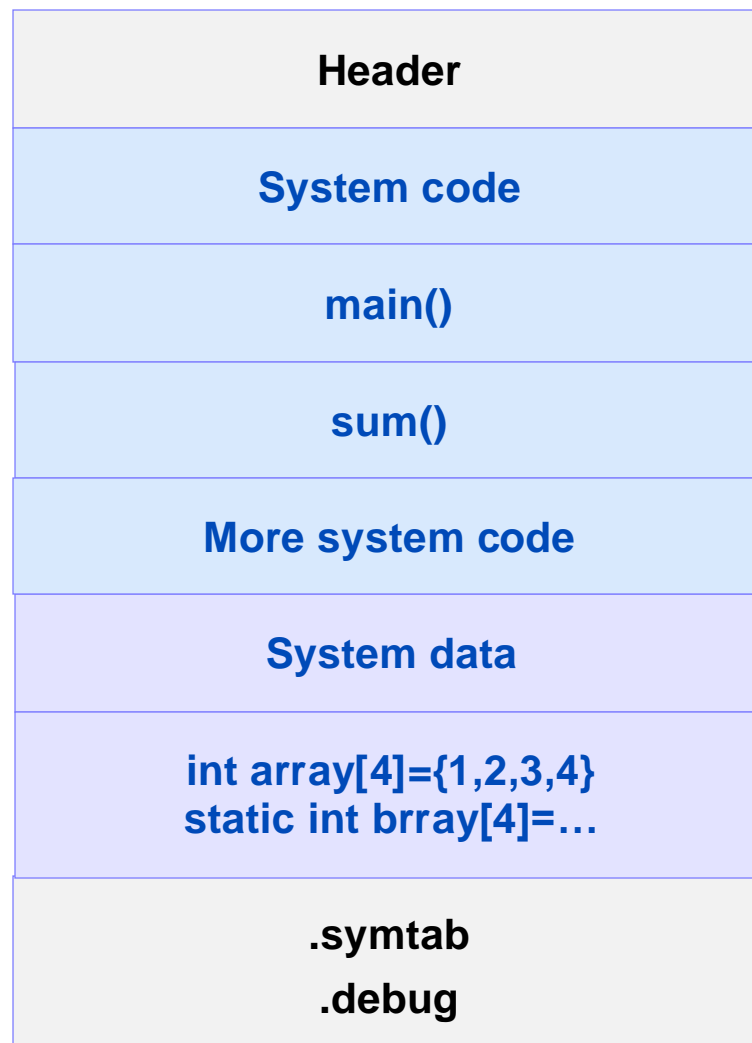 Header
System code
main()
sum()
More system code
System data
int array[4]={1,2,3,4}
static int brray[4]=…
.symtab
.debug